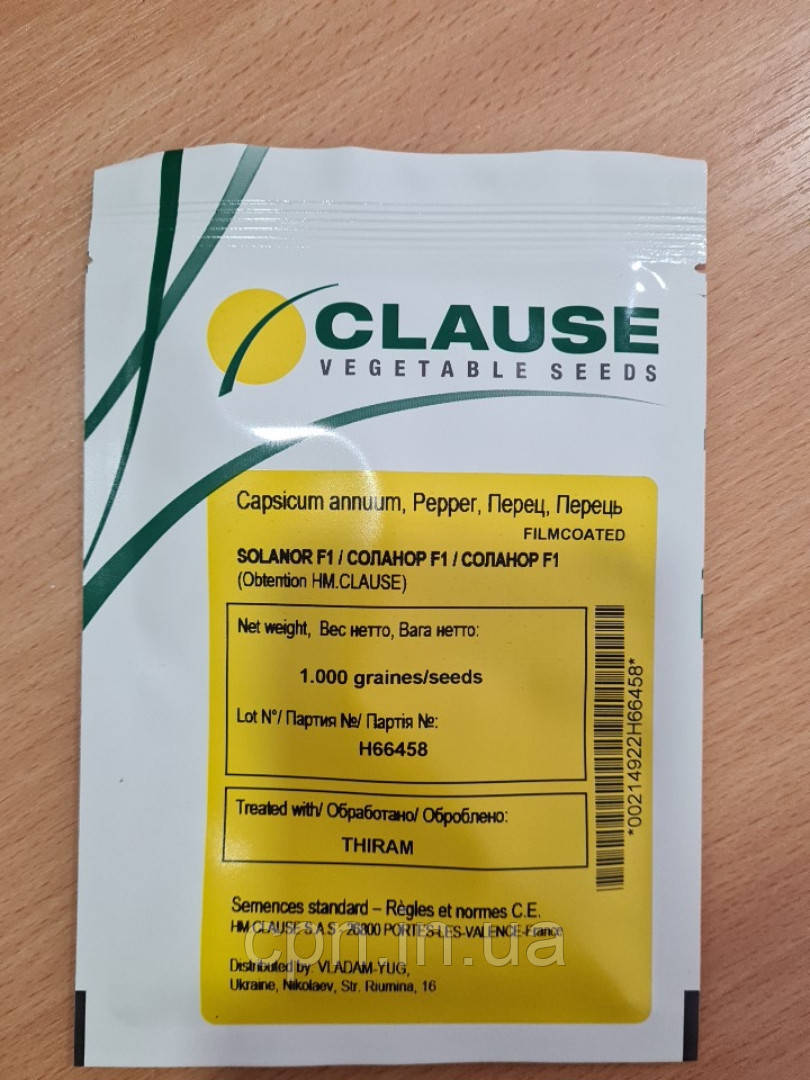 CLAUSE
VEGETABLE SEEDS
Capsicum annuum, Pepper, Перец, Перець
FILMCOATED
SOLANOR F1 / СОЛАНОР F1 / СОЛАНОР F1
(Obtention HM.CLAUSE)
Net weight, Вес нетто, Вага нетто:
1.000 graines/seeds
Lot N°/ Партия №/ Партія №:
H66458
*00214922H66458*
Treated with/ Обработано/ Оброблено:
THIRAM
Semences standard – Règles et normes C.E.
HM.CLAUSE S.A.S. 26800 PORTES-LES-VALENCE-France
cpn.in.ua
Distributed by: VLADAM-YUG,
Ukraine, Nikolaev, Str. Riumina, 16